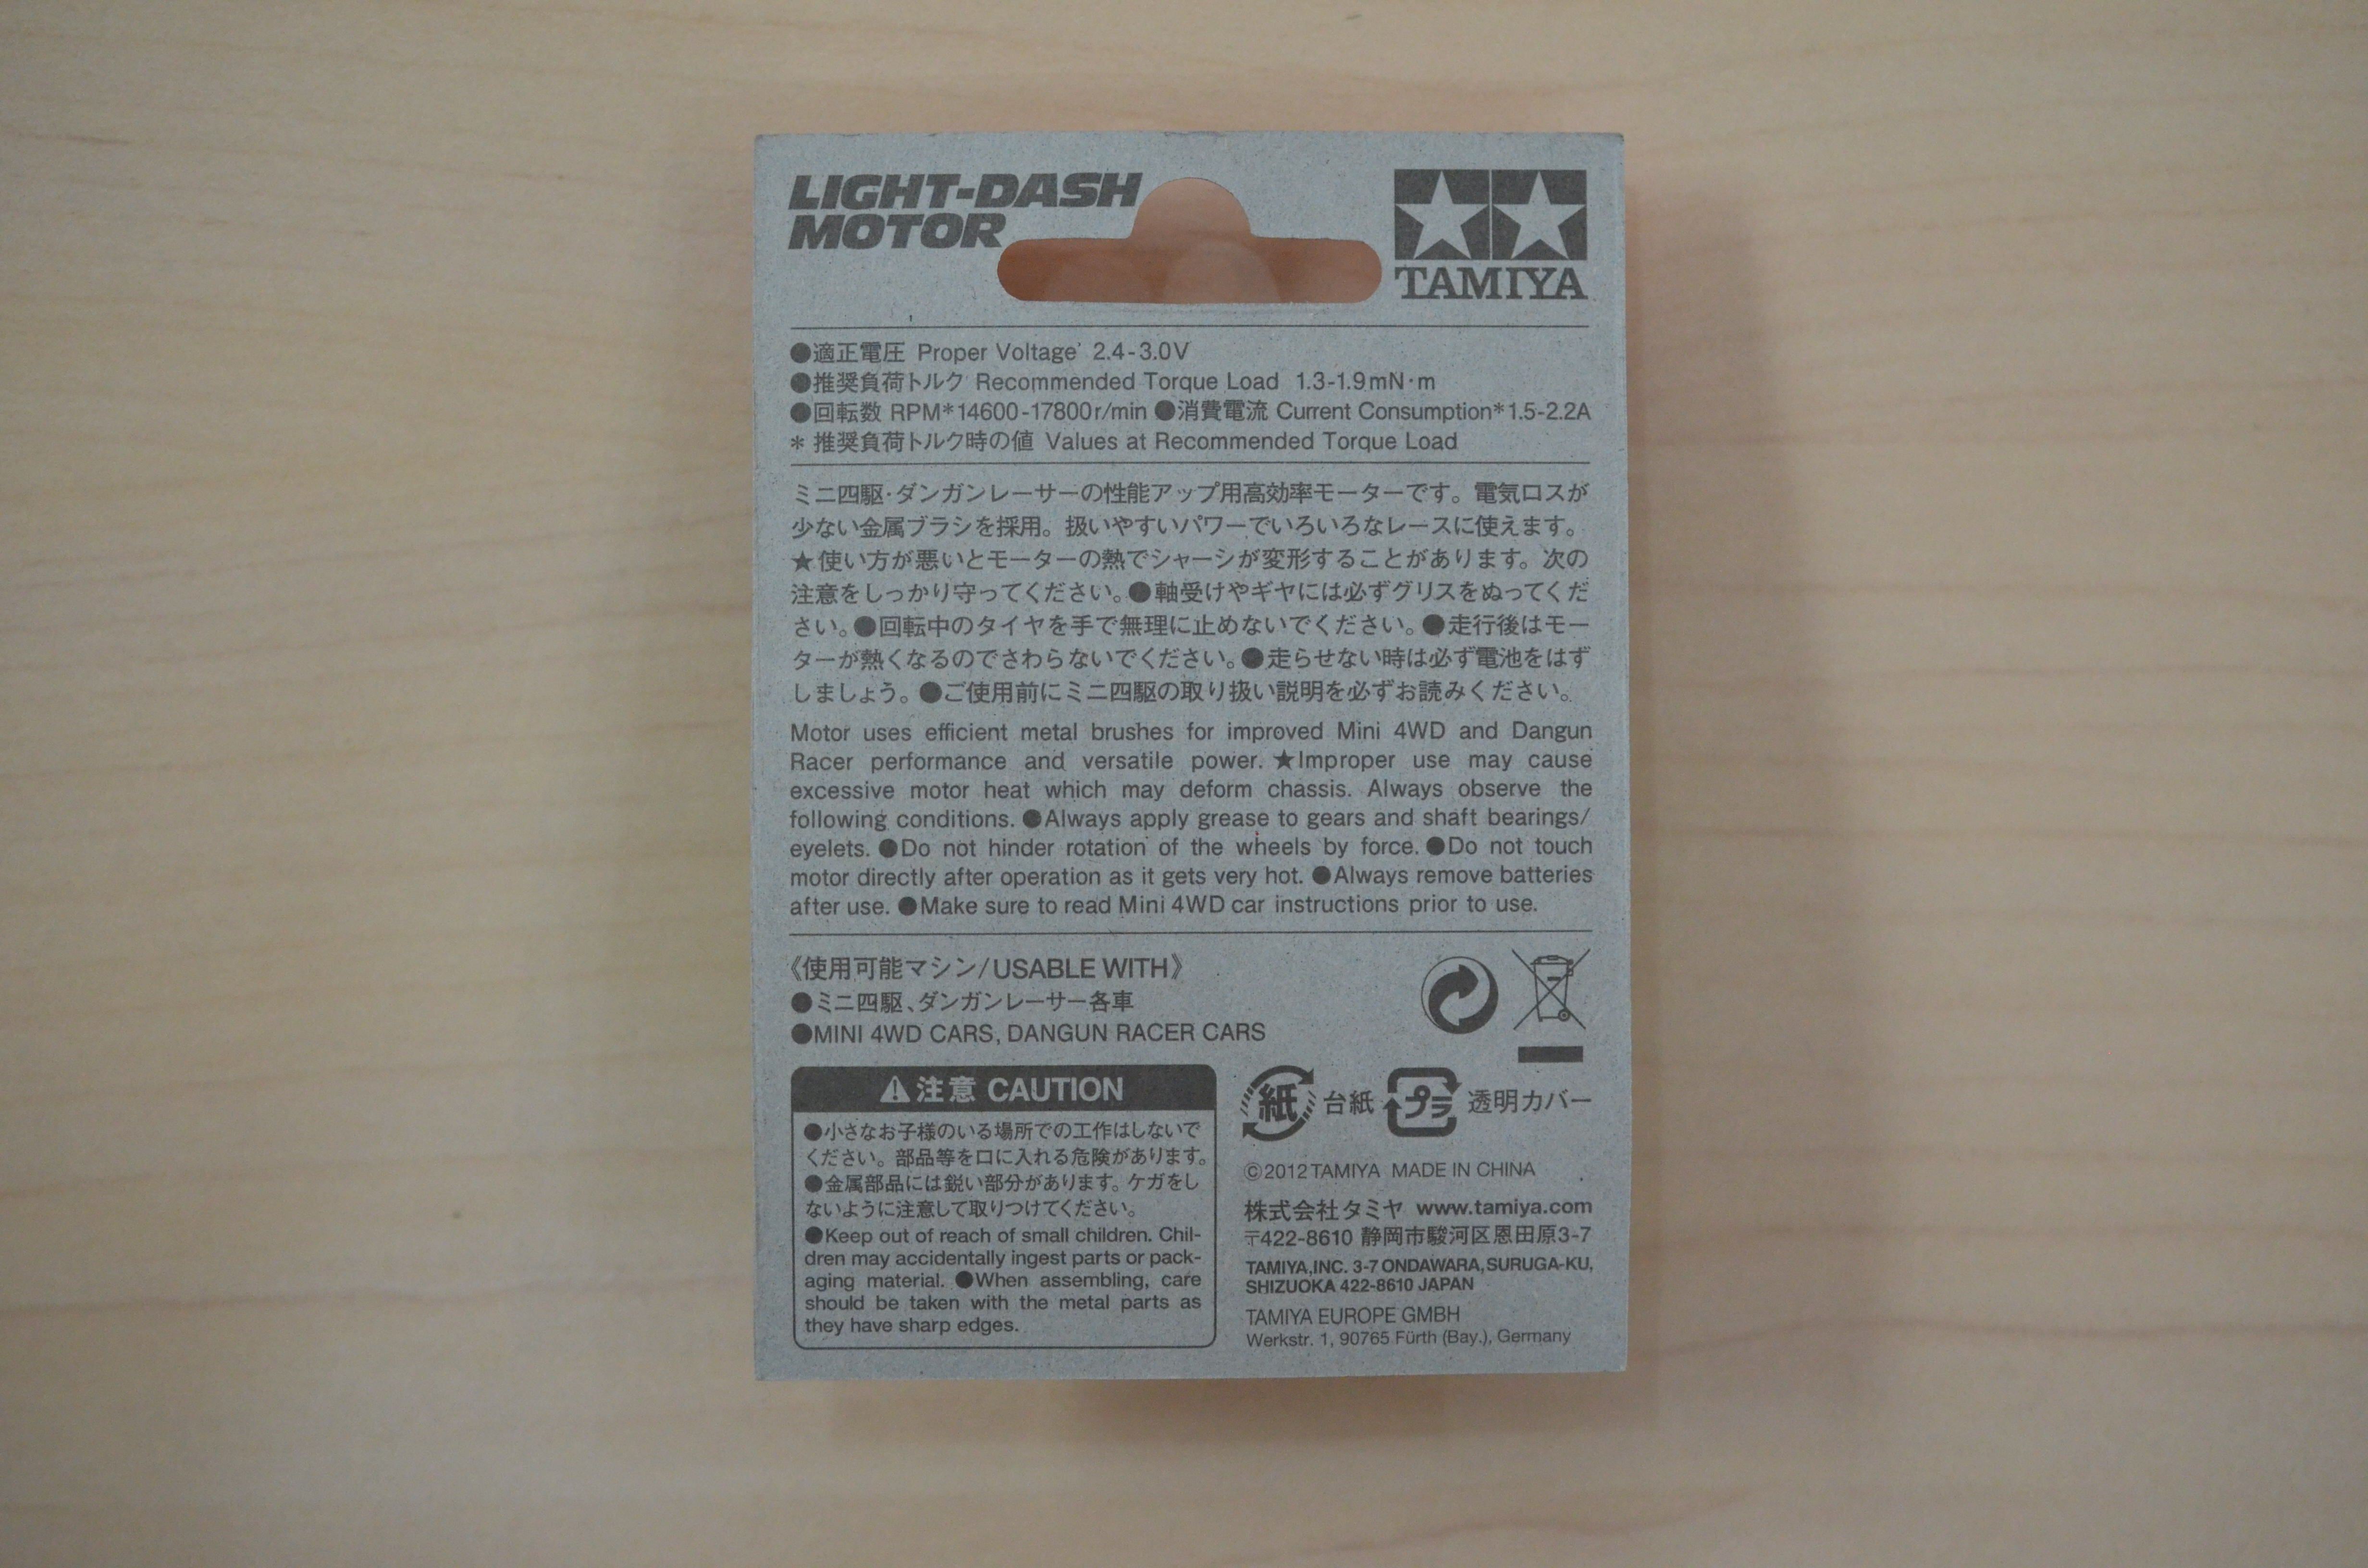 LIGHT-DASH
MOTOR
TAMIYA
●適正電圧 Proper Voltage 2.4-3.0V
●推奨負荷トルク Recommended Torque Load 1.3-1.9mN·m
●回転数 RPM*14600-17800r/min ●消費電流 Current Consumption*1.5-2.2A
* 推奨負荷トルク時の値 Values at Recommended Torque Load
ミニ四駆·ダンガンレーサーの性能アップ用高効率モーターです。電気ロスが
少ない金属ブラシを採用。扱いやすいパワーでいろいろなレースに使えます。
★使い方が悪いとモーターの熱でシャーシが変形することがあります。次の
注意をしっかり守ってください。●軸受けやギヤには必ずグリスをぬってくだ
さい。●回転中のタイヤを手で無理に止めないでください。●走行後はモー
ターが熱くなるのでさわらないでください。●走らせない時は必ず電池をはず
しましょう。●ご使用前にミニ四駆の取り扱い説明を必ずお読みください。
Motor uses efficient metal brushes for improved Mini 4WD and Dangun
Racer performance and versatile power. ★Improper use may cause
excessive motor heat which may deform chassis. Always observe the
following conditions. ●Always apply grease to gears and shaft bearings/
eyelets. ●Do not hinder rotation of the wheels by force. ●Do not touch
motor directly after operation as it gets very hot. ●Always remove batteries
after use. ●Make sure to read Mini 4WD car instructions prior to use.
《使用可能マシン/USABLE WITH》
●ミニ四駆、ダンガンレーサー各車
●MINI 4WD CARS, DANGUN RACER CARS
注意 CAUTION
●小さなお子様のいる場所での工作はしないで
ください。部品等を口に入れる危険があります。
●金属部品には鋭い部分があります。ケガをし
ないように注意して取りつけてください。
●Keep out of reach of small children. Chil-
dren may accidentally ingest parts or pack-
aging material. ●When assembling, care
should be taken with the metal parts as
they have sharp edges.
紙 台紙 プラ 透明カバー
©2012 TAMIYA MADE IN CHINA
株式会社タミヤ www.tamiya.com
〒422-8610 静岡市駿河区恩田原3-7
TAMIYA,INC. 3-7 ONDAWARA, SURUGA-KU,
SHIZUOKA 422-8610 JAPAN
TAMIYA EUROPE GMBH
Werkstr. 1, 90765 Fürth (Bay.), Germany